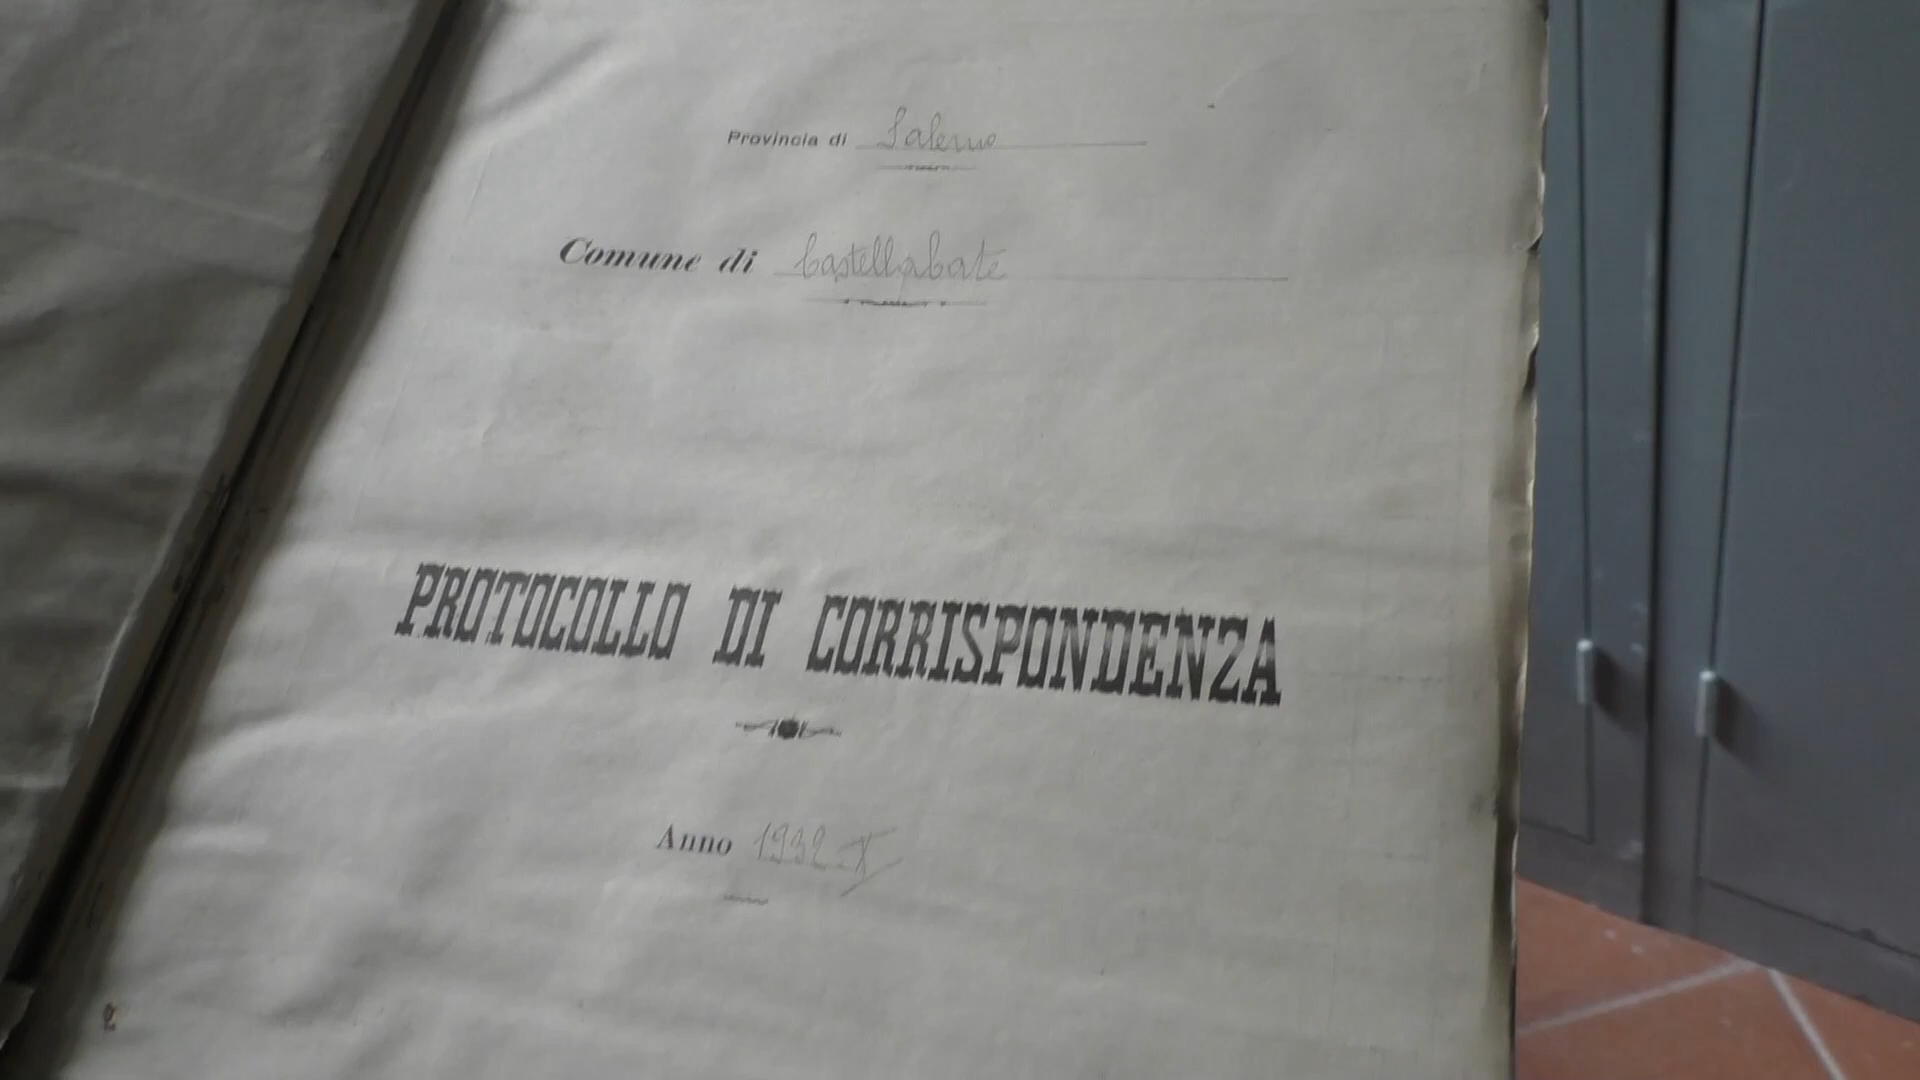 Provincia di Salerno
Comune di Castellabate
PROTOCOLLO DI CORRISPONDENZA
Anno 1932-X